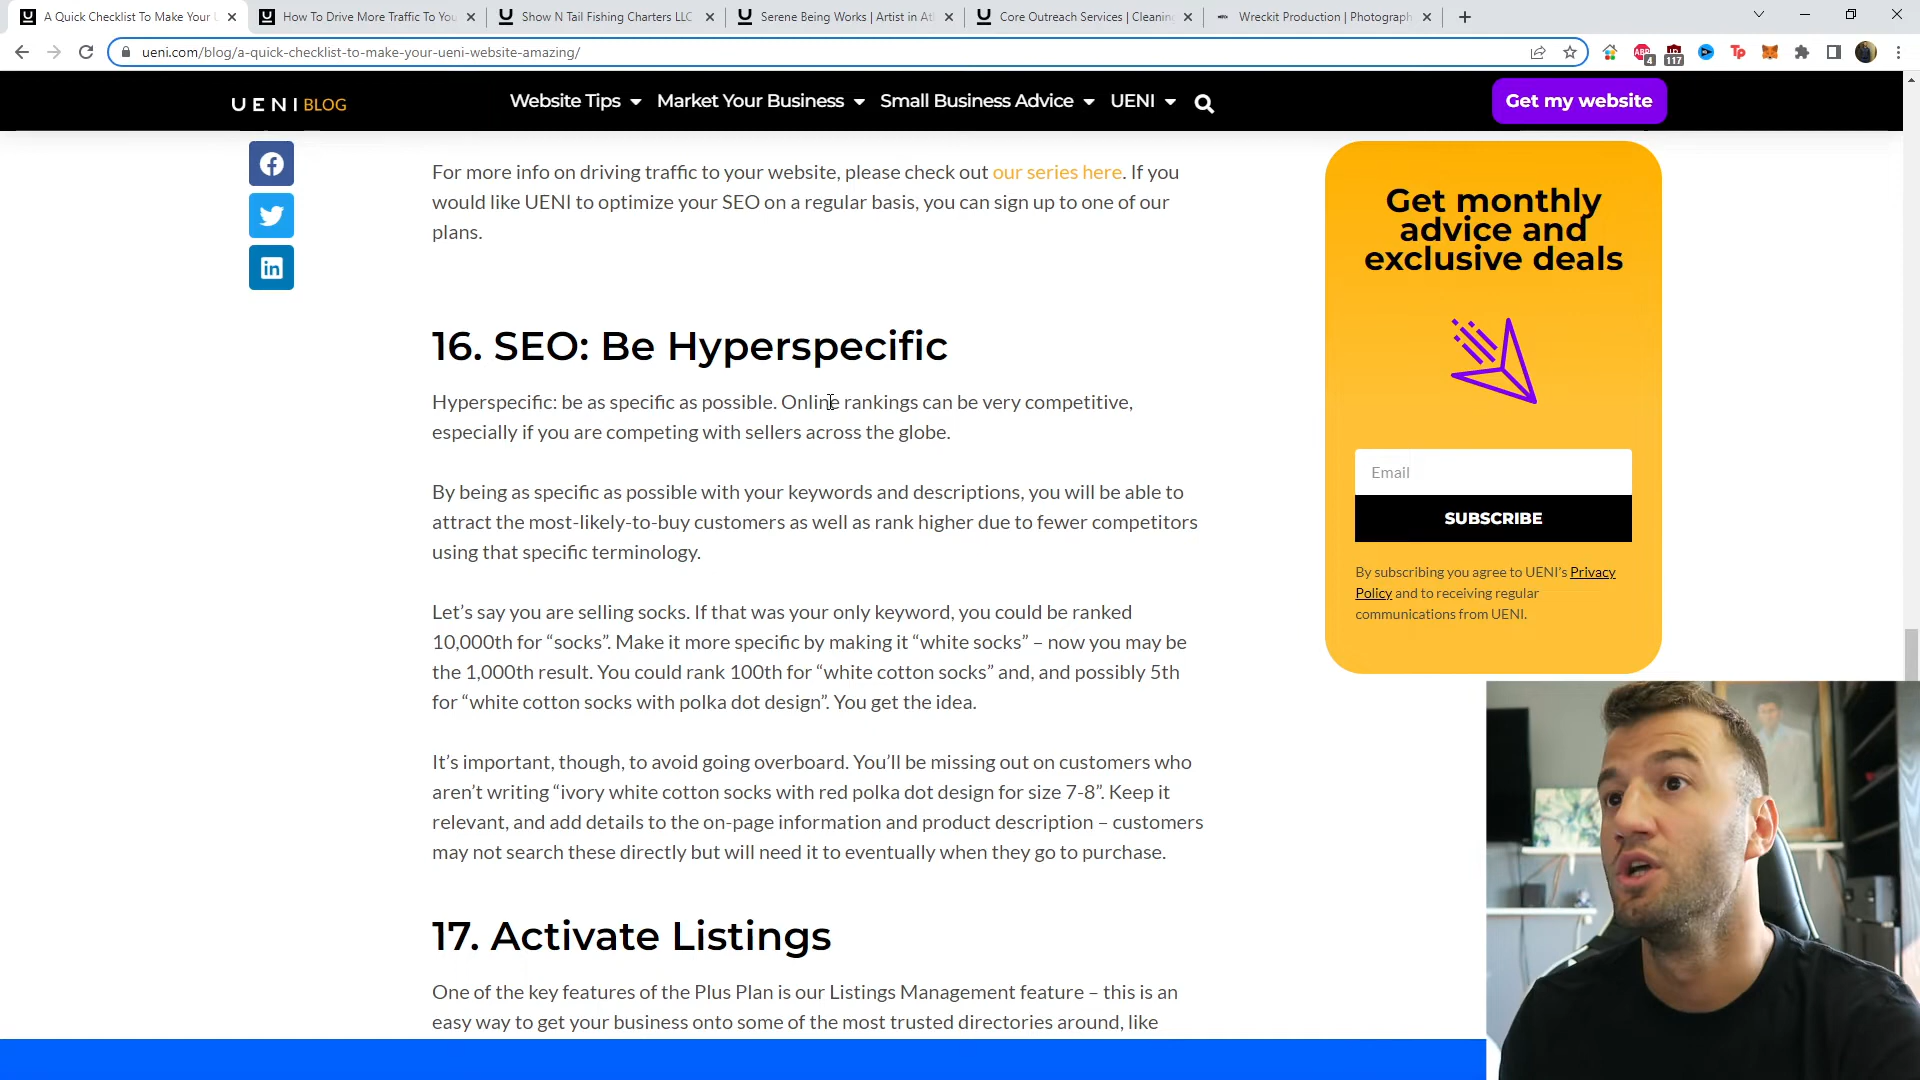 A Quick Checklist To Make Your U
How To Drive More Traffic To You
Show N Tail Fishing Charters LLC
Serene Being Works | Artist in Atl
Core Outreach Services | Cleanin
Wreckit Production | Photograph
ueni.com/blog/a-quick-checklist-to-make-your-ueni-website-amazing/
4
117
Tp
UENI BLOG
Website Tips
Market Your Business
Small Business Advice
UENI
Get my website
For more info on driving traffic to your website, please check out our series here. If you
would like UENI to optimize your SEO on a regular basis, you can sign up to one of our
plans.
16. SEO: Be Hyperspecific
Hyperspecific: be as specific as possible. Online rankings can be very competitive,
especially if you are competing with sellers across the globe.
By being as specific as possible with your keywords and descriptions, you will be able to
attract the most-likely-to-buy customers as well as rank higher due to fewer competitors
using that specific terminology.
Let’s say you are selling socks. If that was your only keyword, you could be ranked
10,000th for “socks”. Make it more specific by making it “white socks” – now you may be
the 1,000th result. You could rank 100th for “white cotton socks” and, and possibly 5th
for “white cotton socks with polka dot design”. You get the idea.
It’s important, though, to avoid going overboard. You’ll be missing out on customers who
aren’t writing “ivory white cotton socks with red polka dot design for size 7-8”. Keep it
relevant, and add details to the on-page information and product description – customers
may not search these directly but will need it to eventually when they go to purchase.
17. Activate Listings
One of the key features of the Plus Plan is our Listings Management feature – this is an
easy way to get your business onto some of the most trusted directories around, like
Get monthly
advice and
exclusive deals
Email
SUBSCRIBE
By subscribing you agree to UENI’s Privacy
Policy and to receiving regular
communications from UENI.